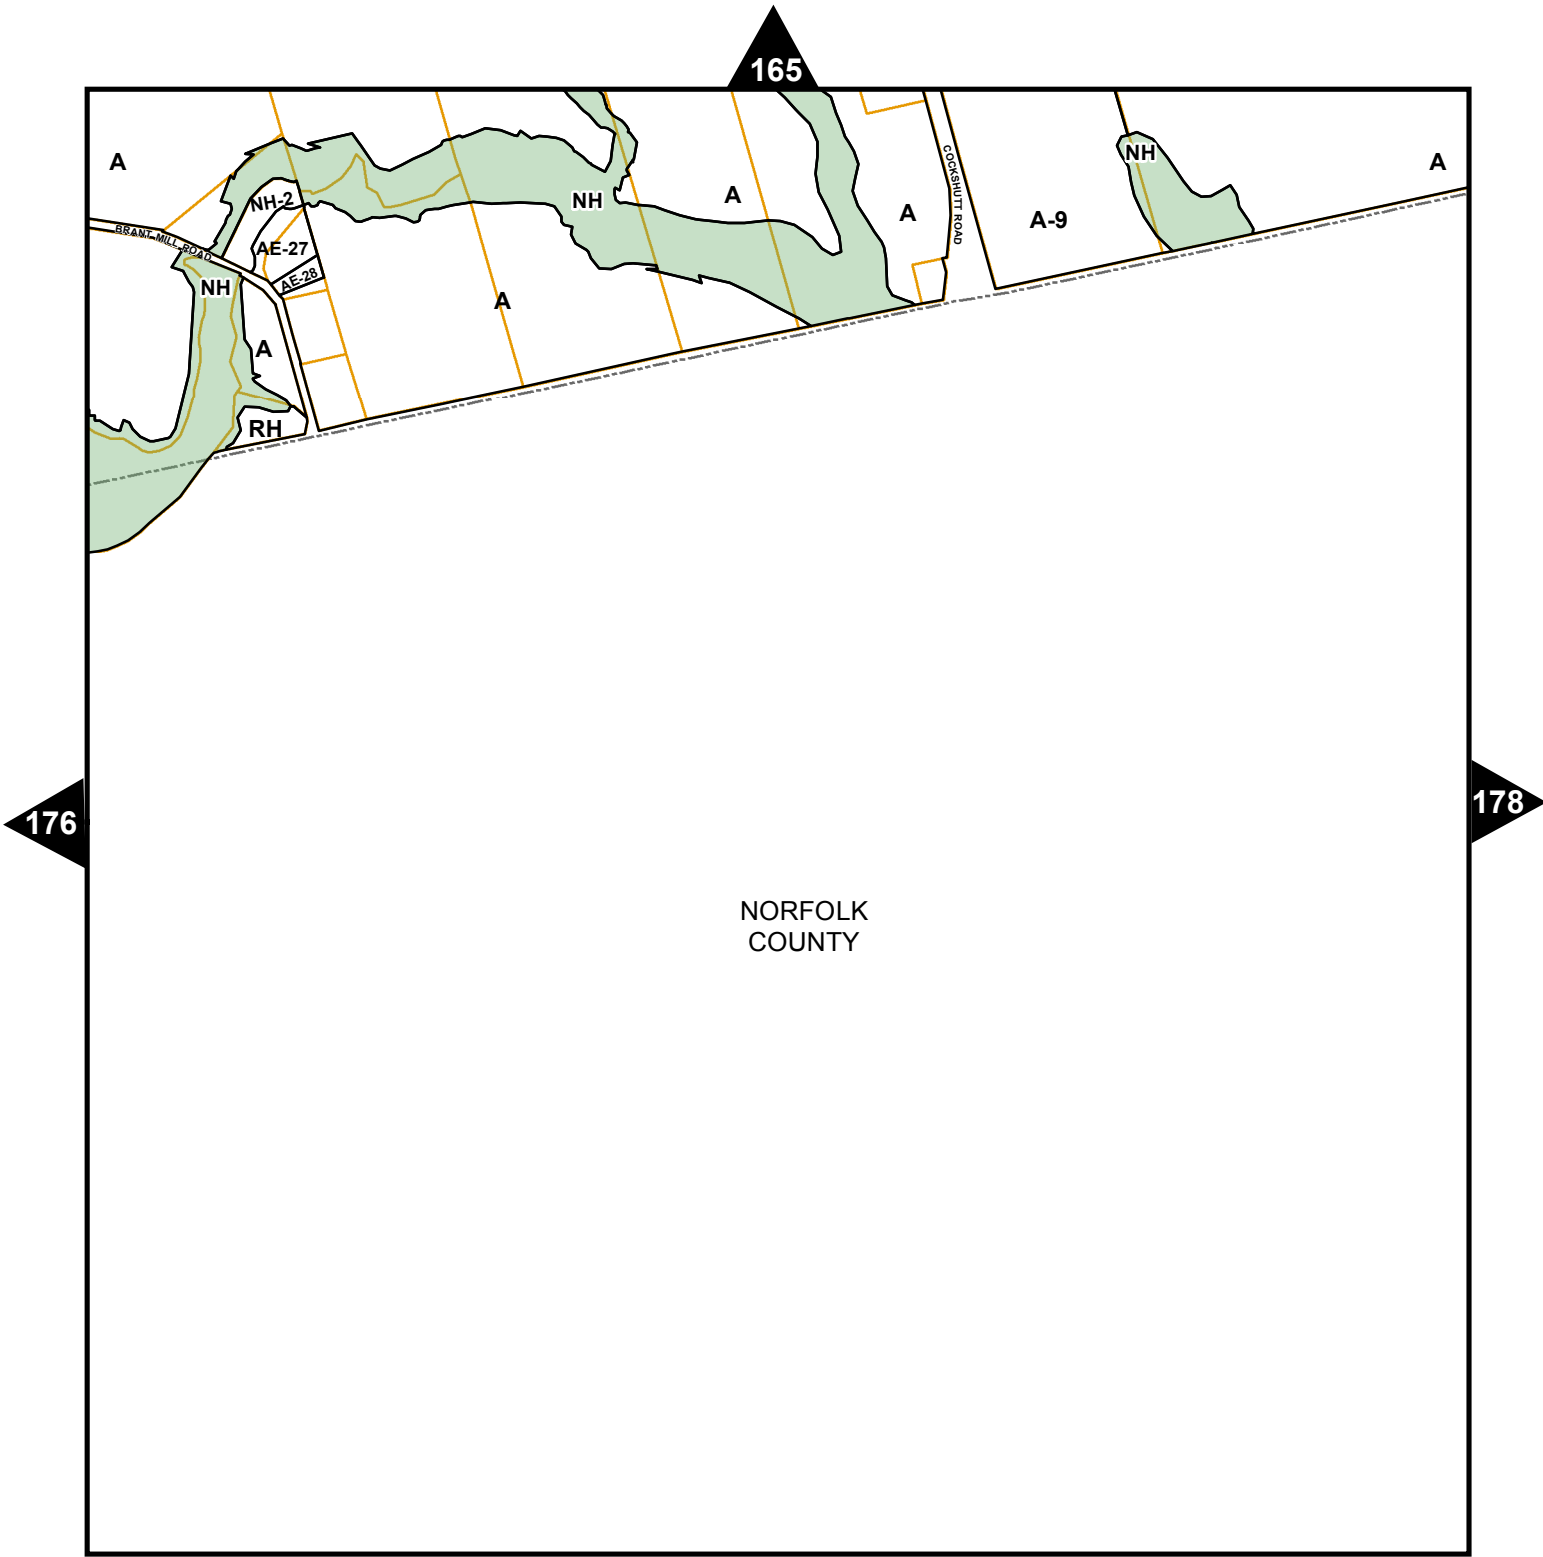 165
A
NH
A
NH-2
NH
A
A
COCKSHUTT ROAD
A-9
BRANT MILL ROAD
AE-27
AE-28
NH
A
A
RH
176
178
NORFOLK
COUNTY